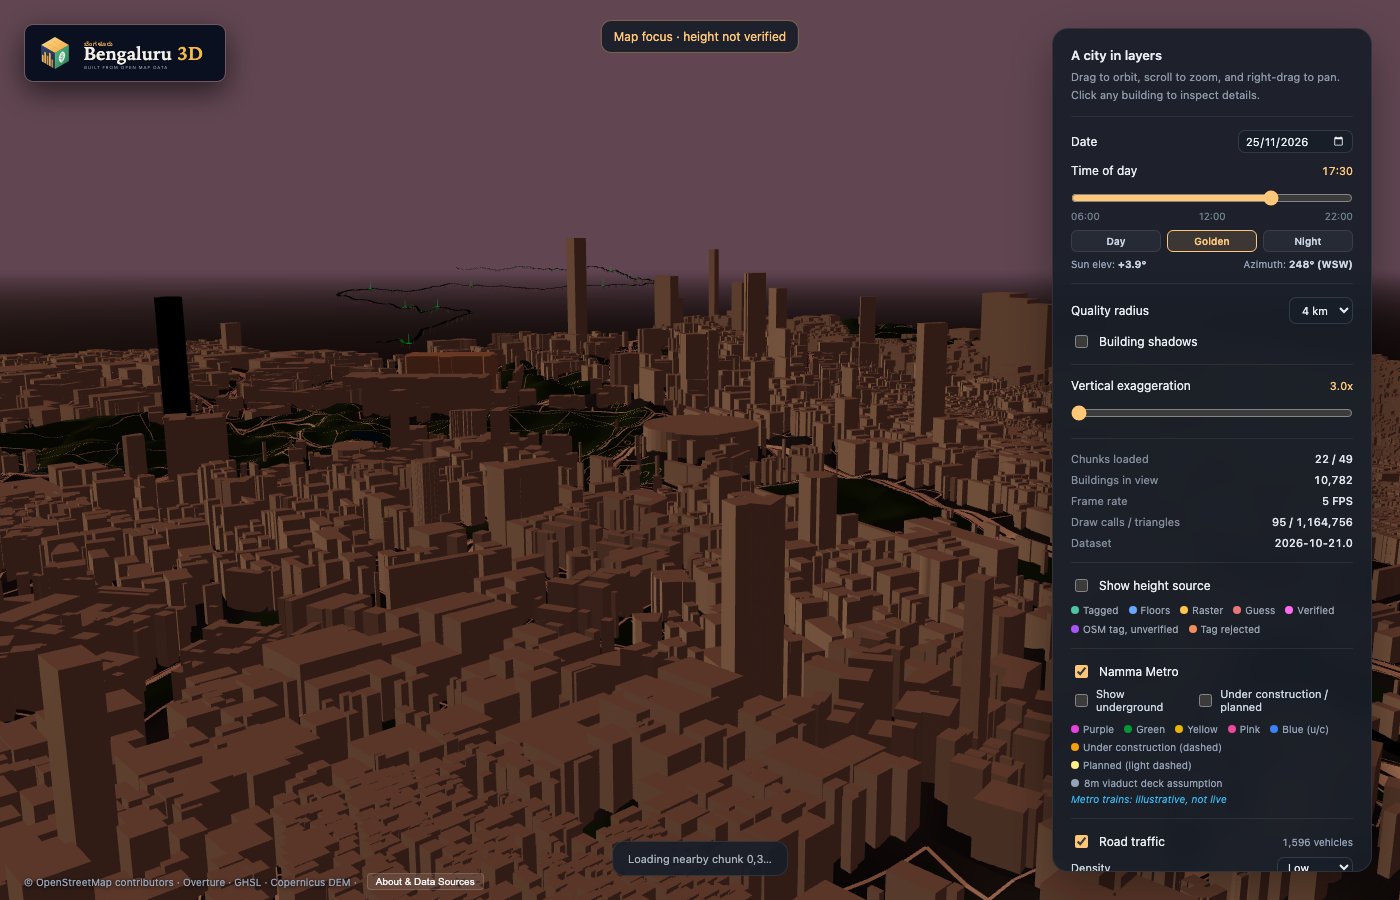 Bengaluru 3D
BUILT FROM OPEN MAP DATA
Map focus · height not verified
A city in layers
Drag to orbit, scroll to zoom, and right-drag to pan.
Click any building to inspect details.
Date 25/11/2026
Time of day 17:30
06:00 12:00 22:00
Day Golden Night
Sun elev: +3.9° Azimuth: 248° (WSW)
Quality radius 4 km
Building shadows
Vertical exaggeration 3.0x
Chunks loaded 22 / 49
Buildings in view 10,782
Frame rate 5 FPS
Draw calls / triangles 95 / 1,164,756
Dataset 2026-10-21.0
Show height source
Tagged Floors Raster Guess Verified
OSM tag, unverified Tag rejected
Namma Metro
Show underground Under construction / planned
Purple Green Yellow Pink Blue (u/c)
Under construction (dashed)
Planned (light dashed)
8m viaduct deck assumption
Metro trains: illustrative, not live
Road traffic 1,596 vehicles
Density Low
Loading nearby chunk 0,3...
© OpenStreetMap contributors · Overture · GHSL · Copernicus DEM · About & Data Sources